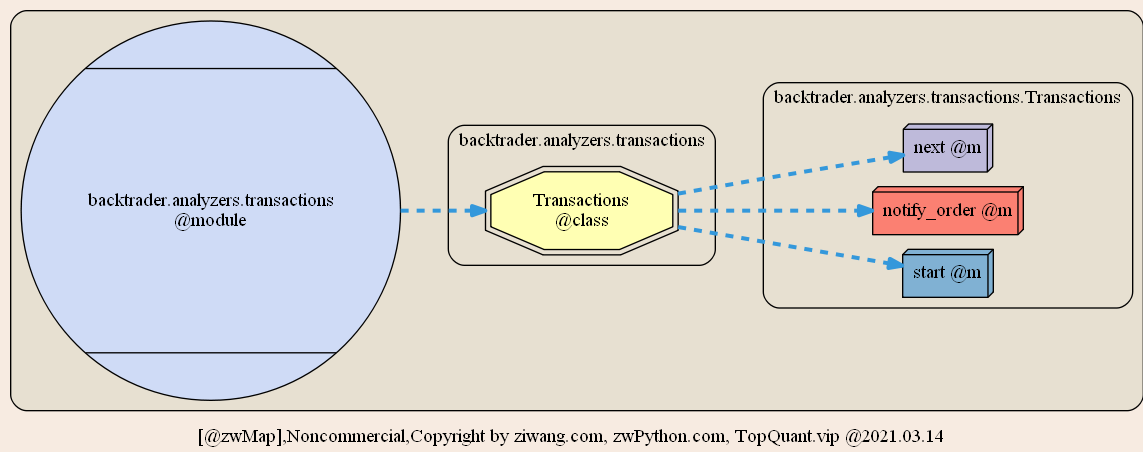 backtrader.analyzers.transactions
@module
backtrader.analyzers.transactions
Transactions
@class
backtrader.analyzers.transactions.Transactions
next @m
notify_order @m
start @m
[@zwMap],Noncommercial,Copyright by ziwang.com, zwPython.com, TopQuant.vip @2021.03.14